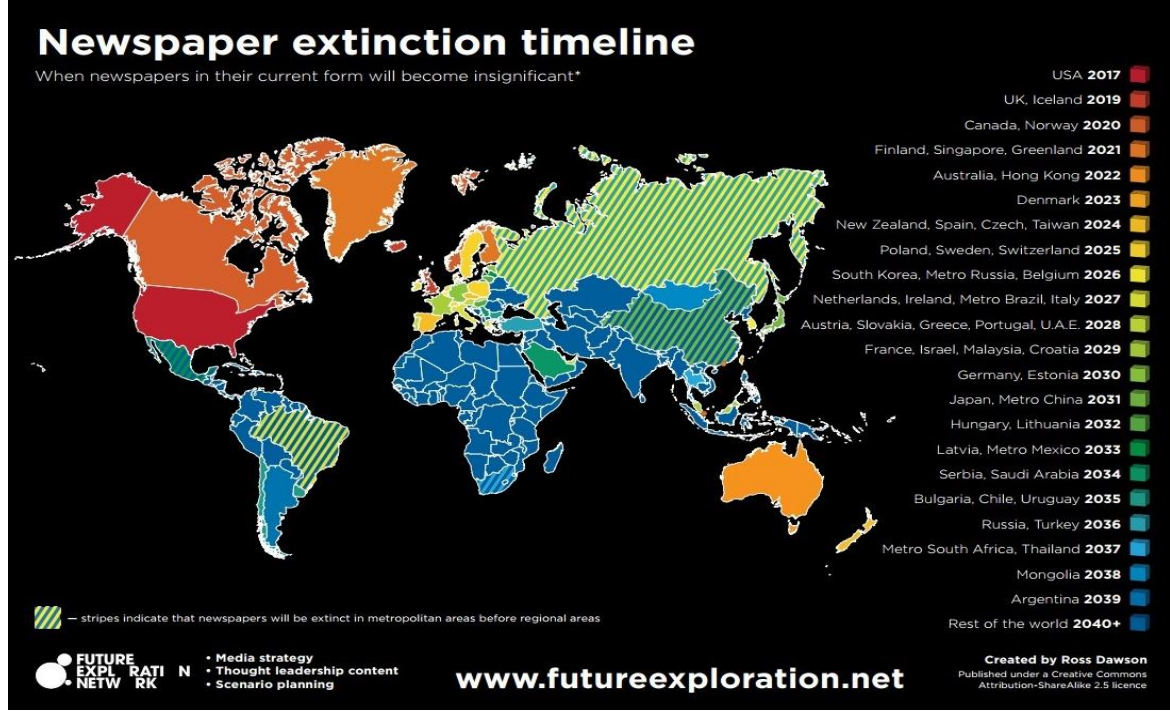 Newspaper extinction timeline
When newspapers in their current form will become insignificant*
USA 2017
UK, Iceland 2019
Canada, Norway 2020
Finland, Singapore, Greenland 2021
Australia, Hong Kong 2022
Denmark 2023
New Zealand, Spain, Czech, Taiwan 2024
Poland, Sweden, Switzerland 2025
South Korea, Metro Russia, Belgium 2026
Netherlands, Ireland, Metro Brazil, Italy 2027
Austria, Slovakia, Greece, Portugal, U.A.E. 2028
France, Israel, Malaysia, Croatia 2029
Germany, Estonia 2030
Japan, Metro China 2031
Hungary, Lithuania 2032
Latvia, Metro Mexico 2033
Serbia, Saudi Arabia 2034
Bulgaria, Chile, Uruguay 2035
Russia, Turkey 2036
Metro South Africa, Thailand 2037
Mongolia 2038
Argentina 2039
Rest of the world 2040+
— stripes indicate that newspapers will be extinct in metropolitan areas before regional areas
FUTURE
EXPL RATI N
NETW RK
• Media strategy
• Thought leadership content
• Scenario planning
www.futureexploration.net
Created by Ross Dawson
Published under a Creative Commons
Attribution-ShareAlike 2.5 licence